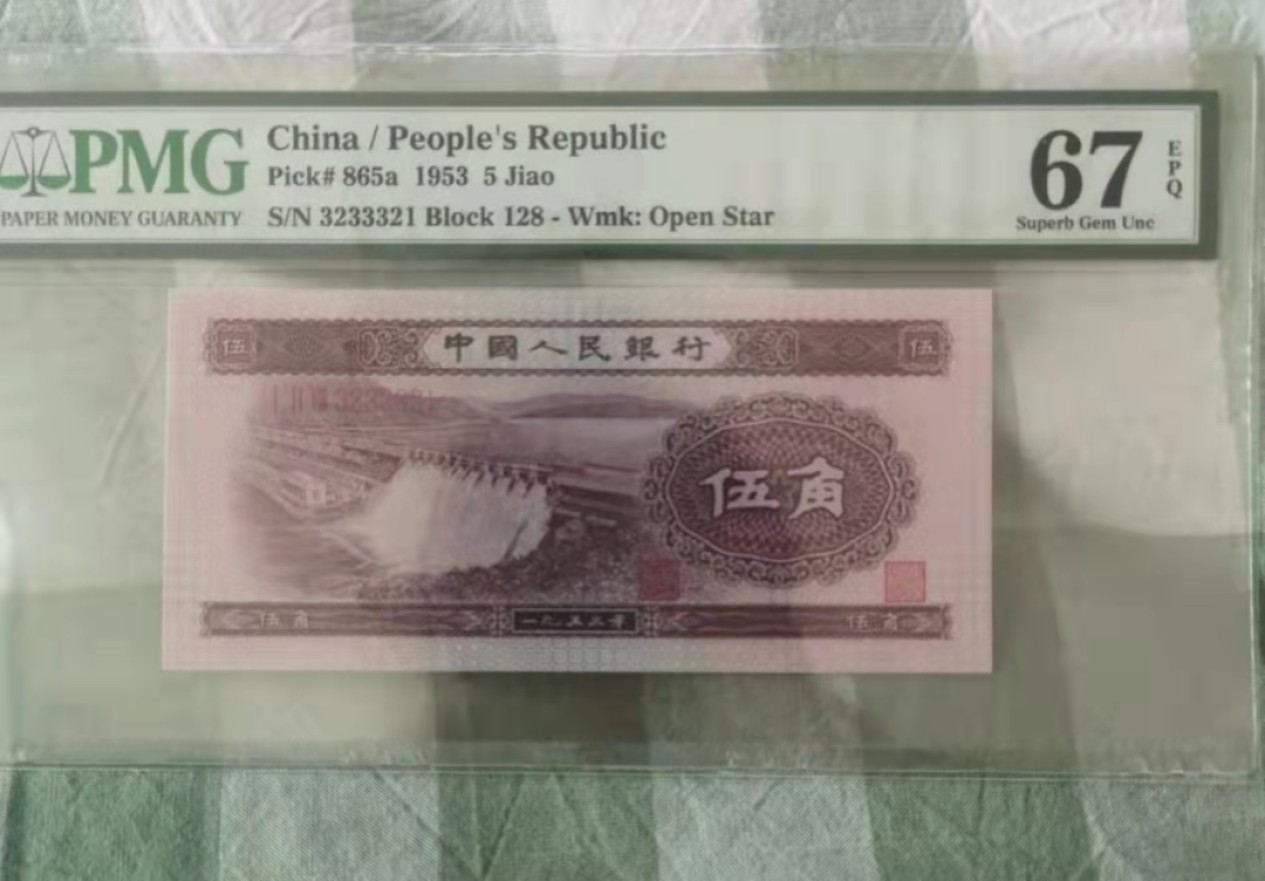 PMG
PAPER MONEY GUARANTY
China / People's Republic
Pick# 865a 1953 5 Jiao
S/N 3233321 Block 128 - Wmk: Open Star
67
EPQ
Superb Gem Unc
伍 中國人民銀行 伍
伍角
伍角 一九五三年 伍角